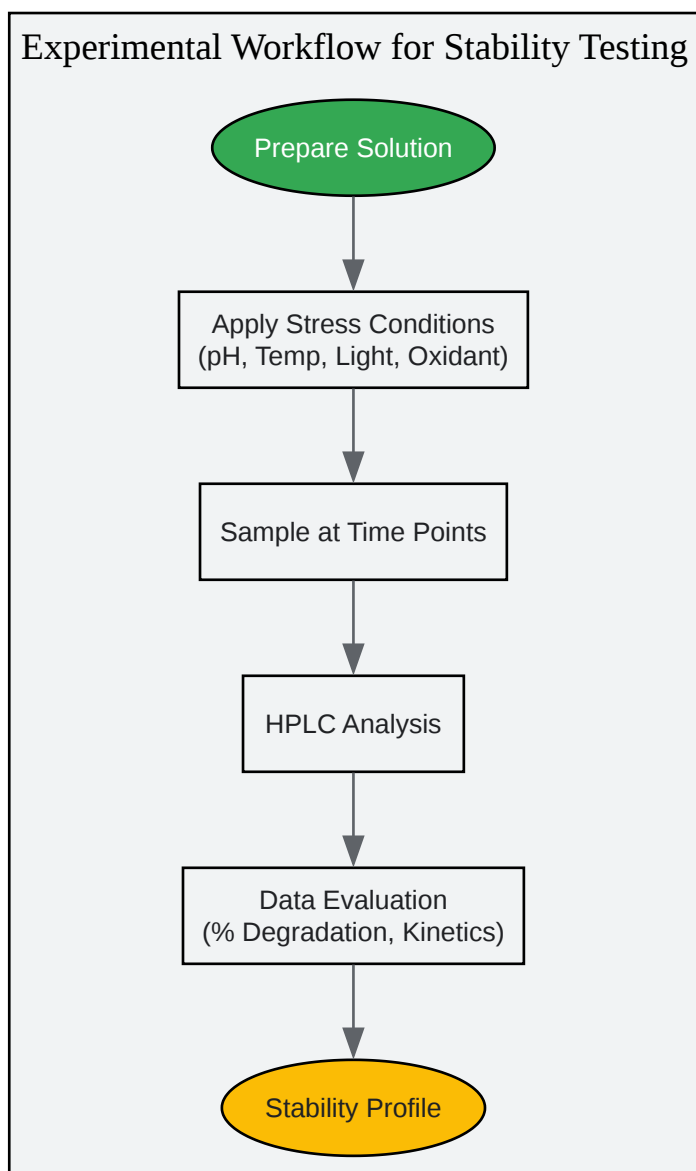 Experimental Workflow for Stability Testing
Prepare Solution
Apply Stress Conditions
(pH, Temp, Light, Oxidant)
Sample at Time Points
HPLC Analysis
Data Evaluation
(% Degradation, Kinetics)
Stability Profile